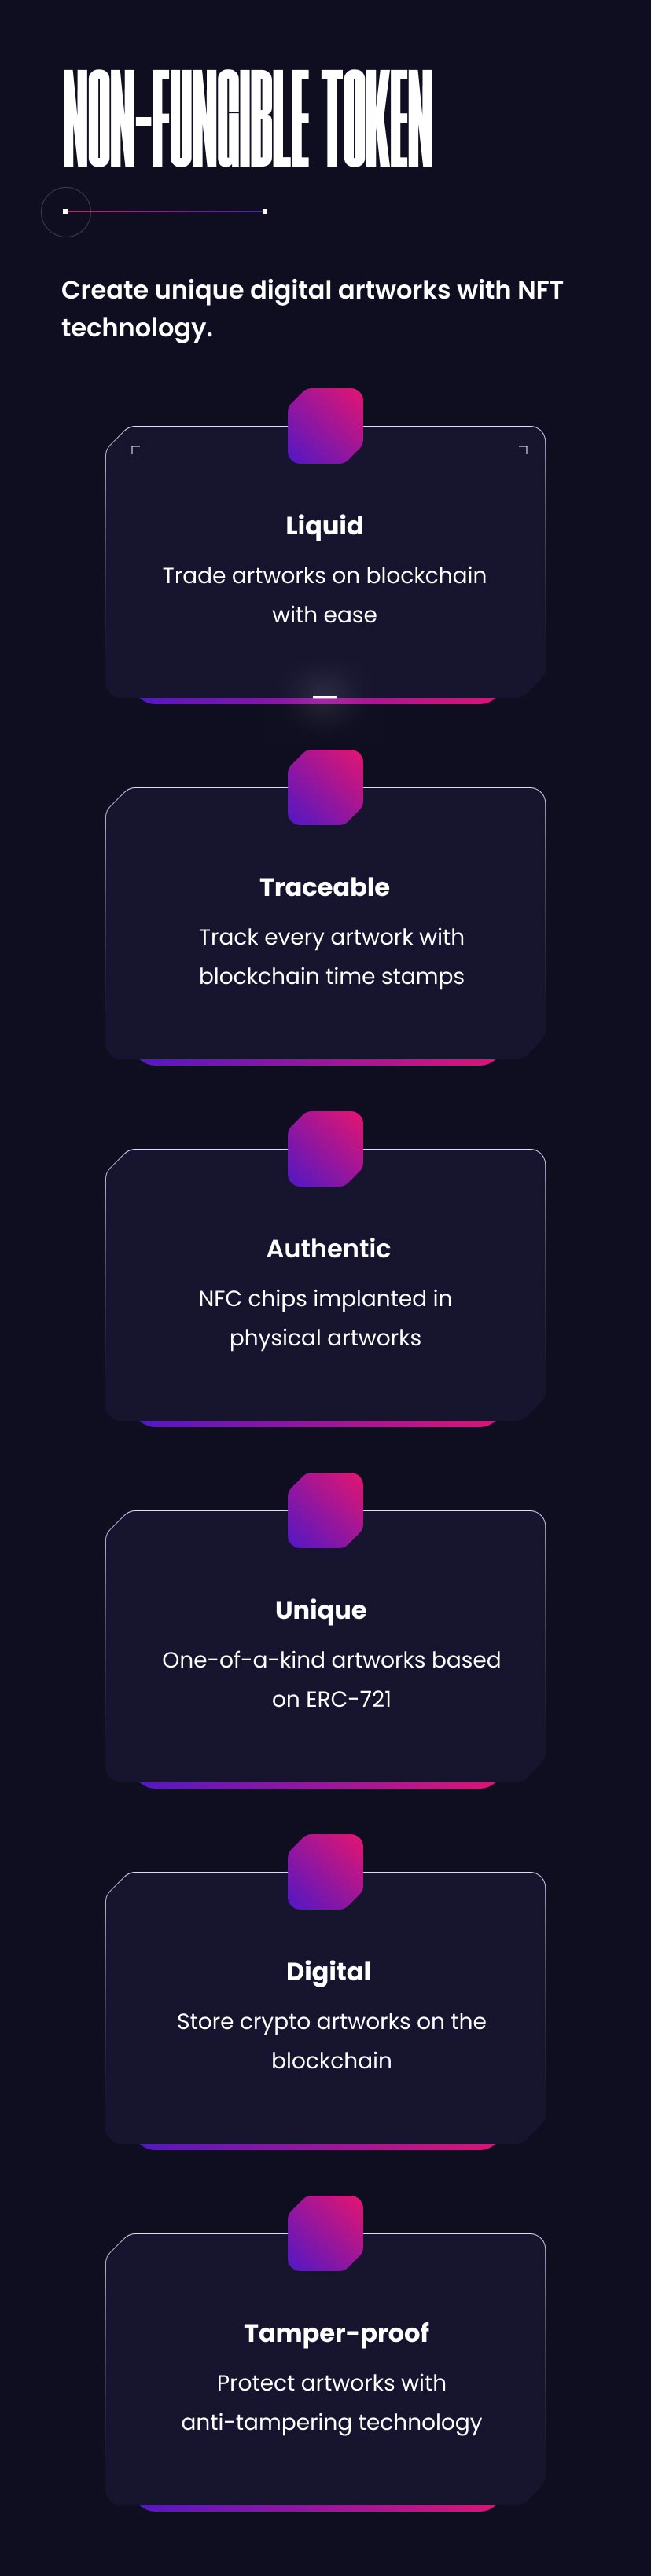 NON-FUNGIBLE TOKEN
Create unique digital artworks with NFT
technology.
Liquid
Trade artworks on blockchain
with ease
Traceable
Track every artwork with
blockchain time stamps
Authentic
NFC chips implanted in
physical artworks
Unique
One-of-a-kind artworks based
on ERC-721
Digital
Store crypto artworks on the
blockchain
Tamper-proof
Protect artworks with
anti-tampering technology